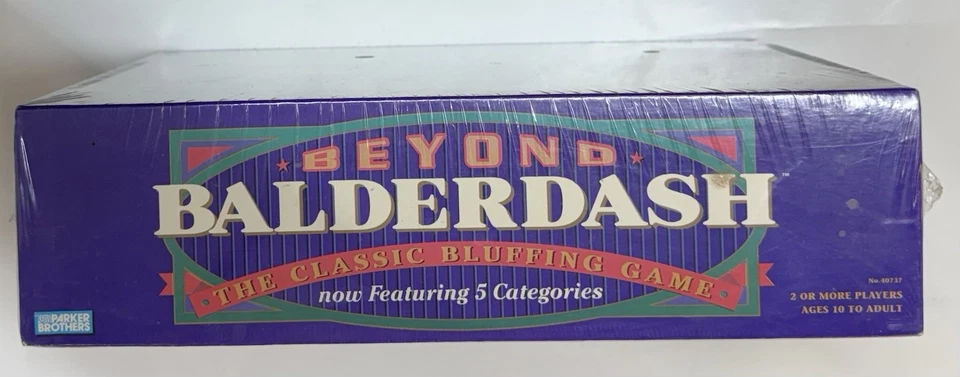 BEYOND
BALDERDASH™
THE CLASSIC BLUFFING GAME
now Featuring 5 Categories
PARKER
BROTHERS
No. 40737
2 OR MORE PLAYERS
AGES 10 TO ADULT